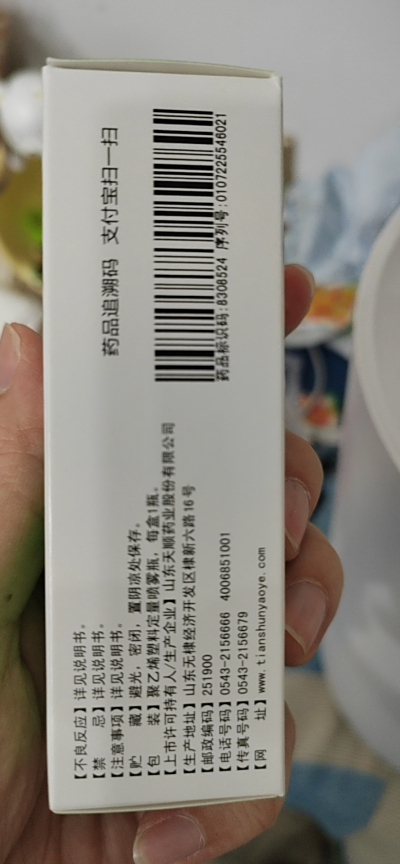 【不良反应】详见说明书。
【禁　　忌】详见说明书。
【注意事项】详见说明书。
【贮　　藏】避光，密闭，置阴凉处保存。
【包　　装】聚乙烯塑料定量喷雾瓶，每盒1瓶。
【上市许可持有人/生产企业】山东天顺药业股份有限公司
【生产地址】山东无棣经济开发区棣新六路16号
【邮政编码】251900
【电话号码】0543-2156666　4006851001
【传真号码】0543-2156679
【网　　址】www.tianshunyaoye.com
药品追溯码　支付宝扫一扫
药品标识码:8308524 序列号:0107225546021